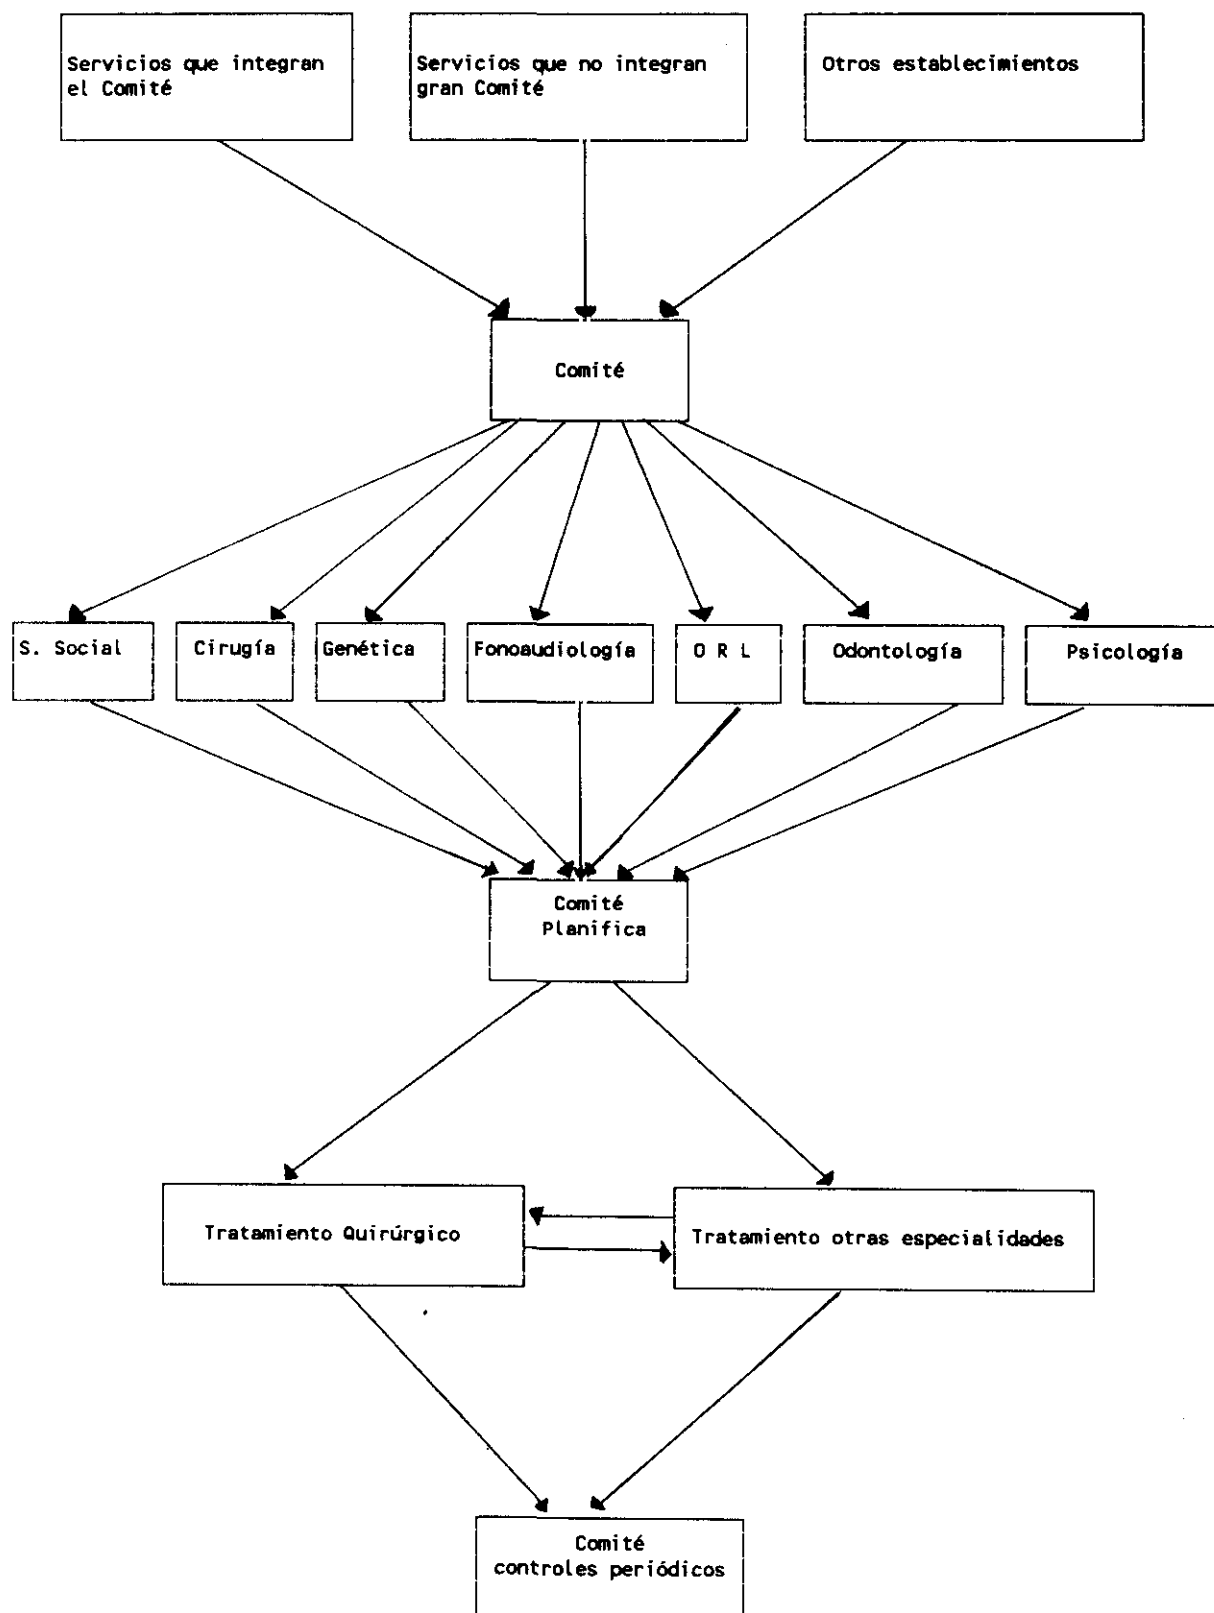 Servicios que integran
el Comité
Servicios que no integran
gran Comité
Otros establecimientos
Comité
S. Social
Cirugía
Genética
Fonoaudiología
O R L
Odontología
Psicología
Comité
Planifica
Tratamiento Quirúrgico
Tratamiento otras especialidades
Comité
controles periódicos